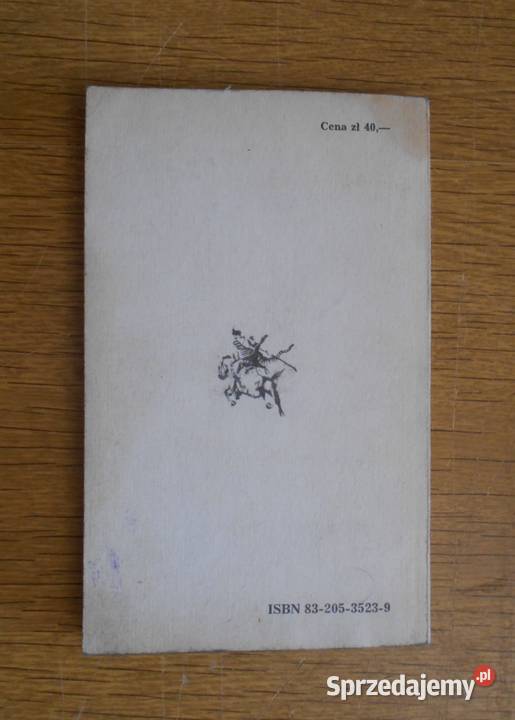 Cena zł 40,—
ISBN 83-205-3523-9
Sprzedajemy.pl